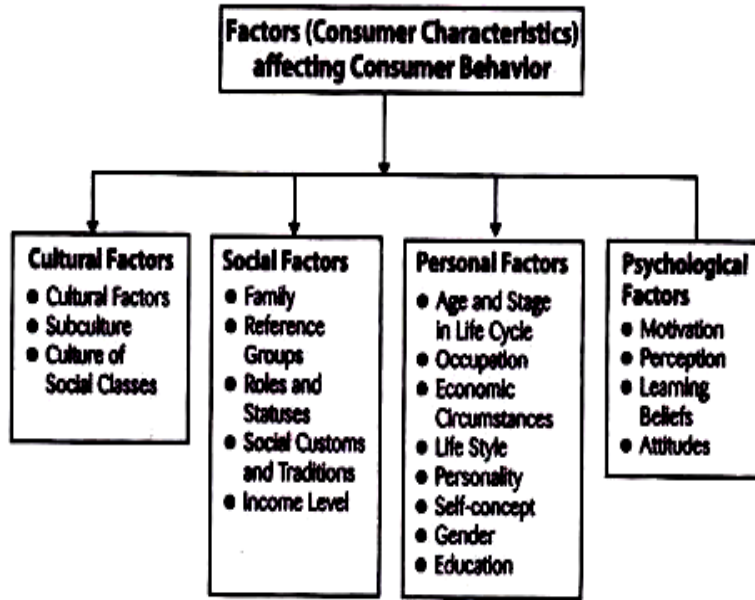 Factors (Consumer Characteristics)
affecting Consumer Behavior
Cultural Factors
● Cultural Factors
● Subculture
● Culture of
Social Classes
Social Factors
● Family
● Reference
Groups
● Roles and
Statuses
● Social Customs
and Traditions
● Income Level
Personal Factors
● Age and Stage
in Life Cycle
● Occupation
● Economic
Circumstances
● Life Style
● Personality
● Self-concept
● Gender
● Education
Psychological
Factors
● Motivation
● Perception
● Learning
Beliefs
● Attitudes